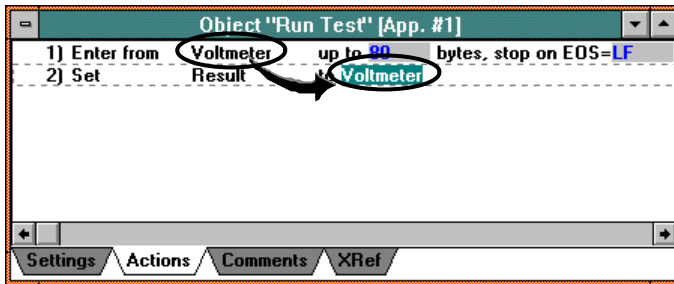 Object "Run Test" [App. #1]
1) Enter from Voltmeter up to 80 bytes, stop on EOS=LF
2) Set Result to Voltmeter
Settings Actions Comments XRef